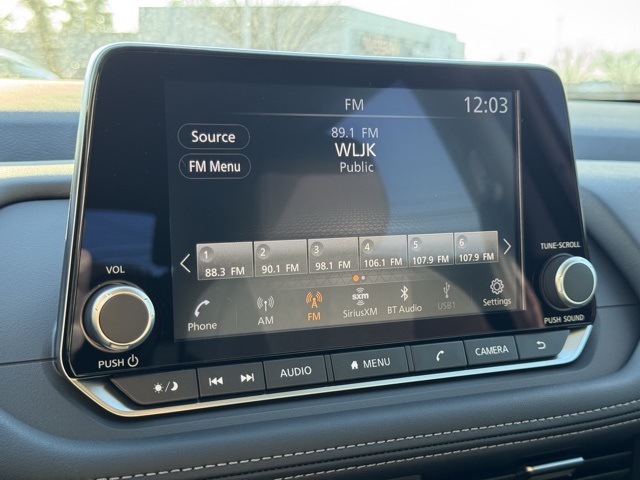 FM 12:03
Source 89.1 FM
WLJK
FM Menu Public
1 2 3 4 5 6
88.3 FM 90.1 FM 98.1 FM 106.1 FM 107.9 FM 107.9 FM
VOL
TUNE·SCROLL
Phone AM FM sxm SiriusXM BT Audio USB1 Settings
PUSH
PUSH SOUND
AUDIO MENU CAMERA